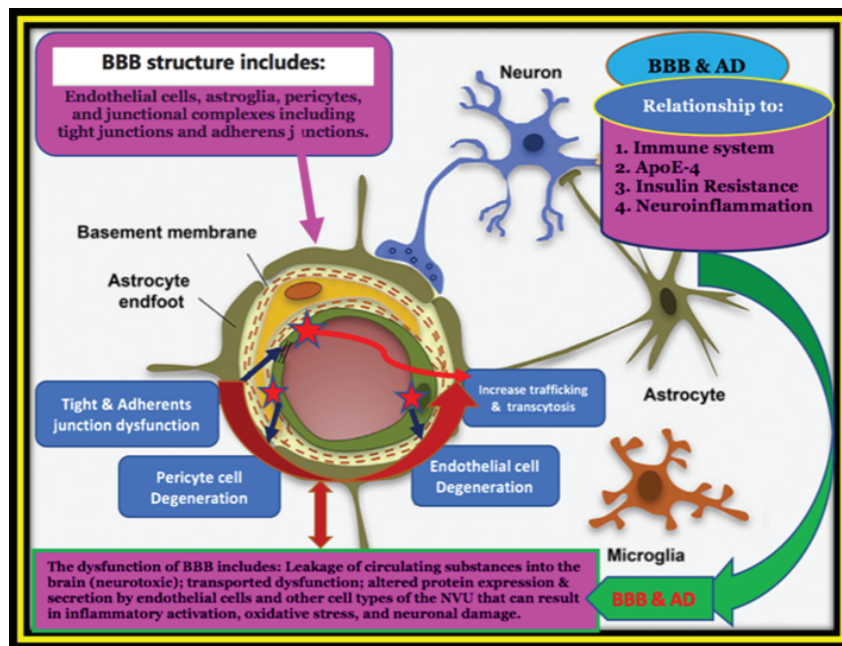 BBB structure includes:
Endothelial cells, astroglia, pericytes,
and junctional complexes including
tight junctions and adherens junctions.
Neuron
BBB & AD
Relationship to:
1. Immune system
2. ApoE-4
3. Insulin Resistance
4. Neuroinflammation
Basement membrane
Astrocyte
endfoot
Tight & Adherents
junction dysfunction
Increase trafficking
& transcytosis
Astrocyte
Pericyte cell
Degeneration
Endothelial cell
Degeneration
Microglia
The dysfunction of BBB includes: Leakage of circulating substances into the
brain (neurotoxic); transported dysfunction; altered protein expression &
secretion by endothelial cells and other cell types of the NVU that can result
in inflammatory activation, oxidative stress, and neuronal damage.
BBB & AD